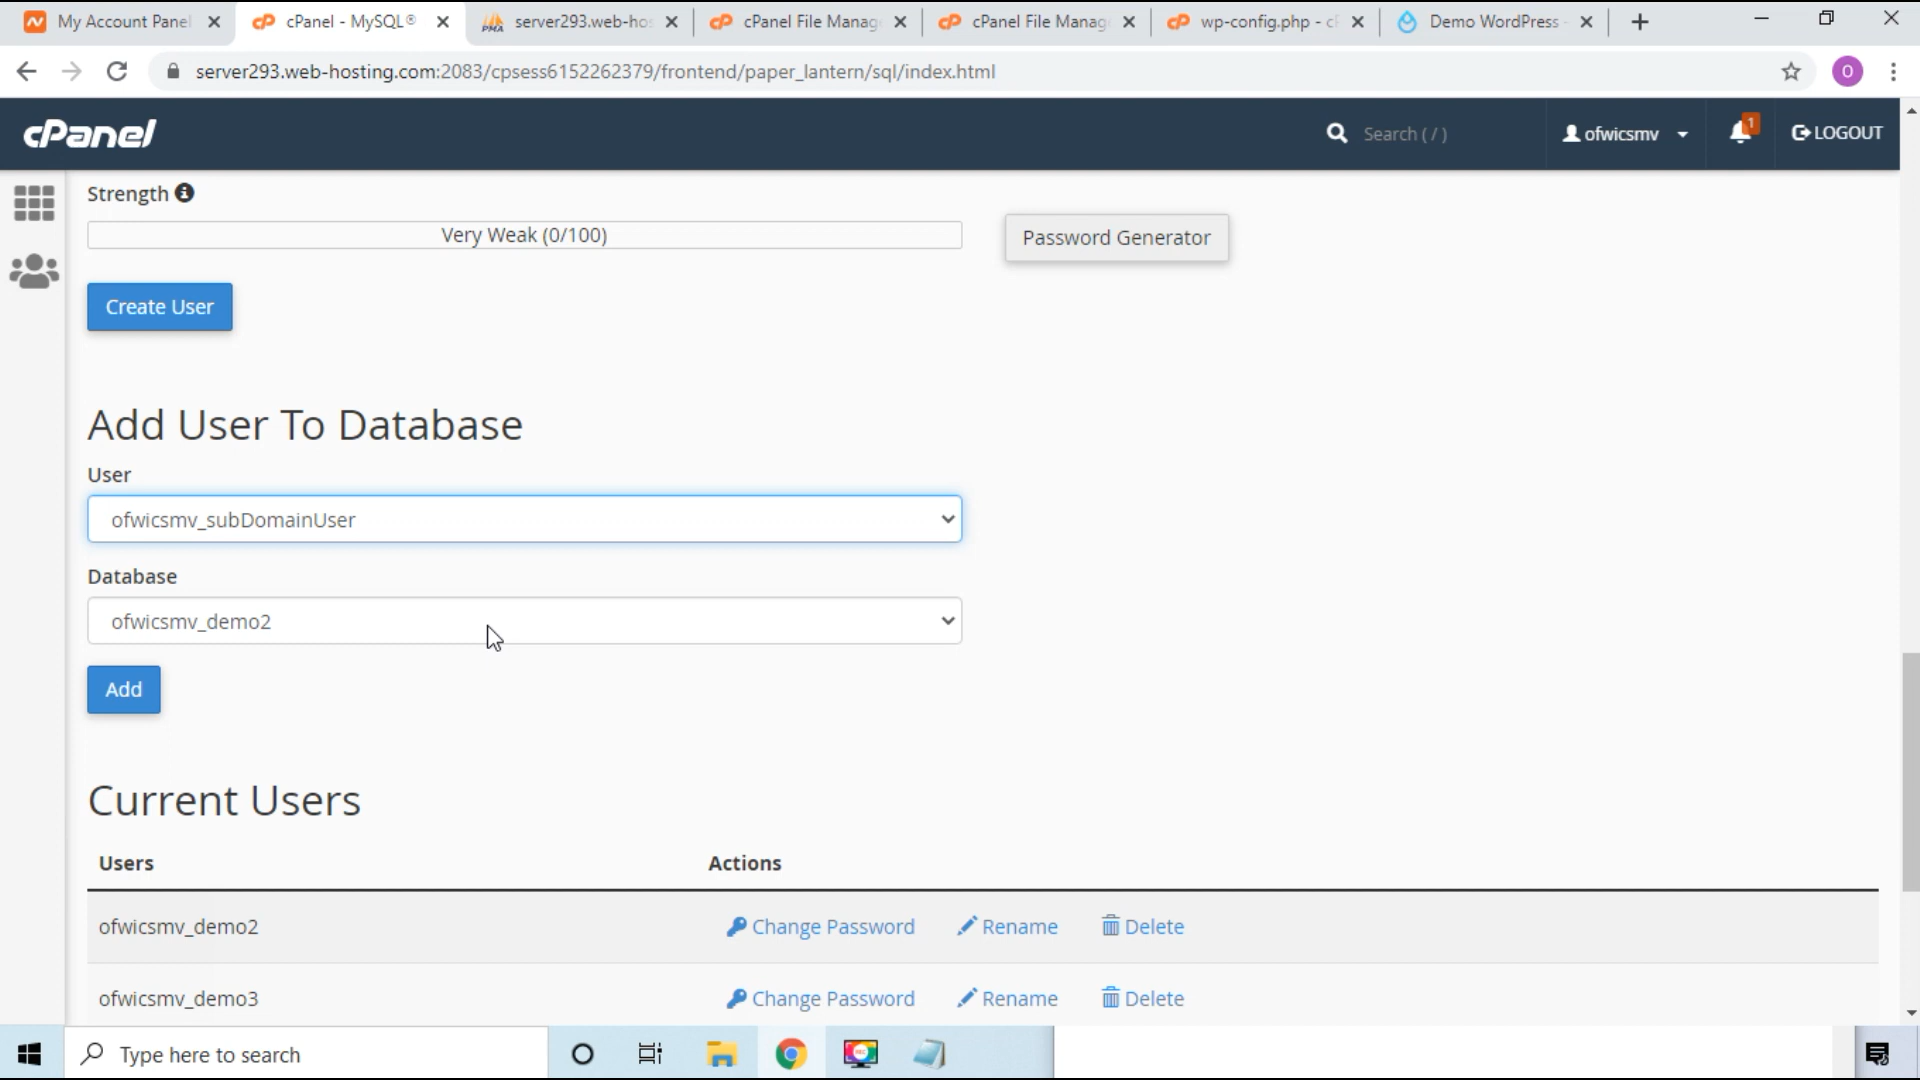 My Account Panel
cPanel - MySQL®
server293.web-hos
cPanel File Manag
cPanel File Manag
wp-config.php - cP
Demo WordPress -
server293.web-hosting.com:2083/cpsess6152262379/frontend/paper_lantern/sql/index.html
O
cPanel
Search ( / )
ofwicsmv
1
LOGOUT
Strength
Very Weak (0/100)
Password Generator
Create User
Add User To Database
User
ofwicsmv_subDomainUser
Database
ofwicsmv_demo2
Add
Current Users
Users
Actions
ofwicsmv_demo2
Change Password
Rename
Delete
ofwicsmv_demo3
Change Password
Rename
Delete
Type here to search